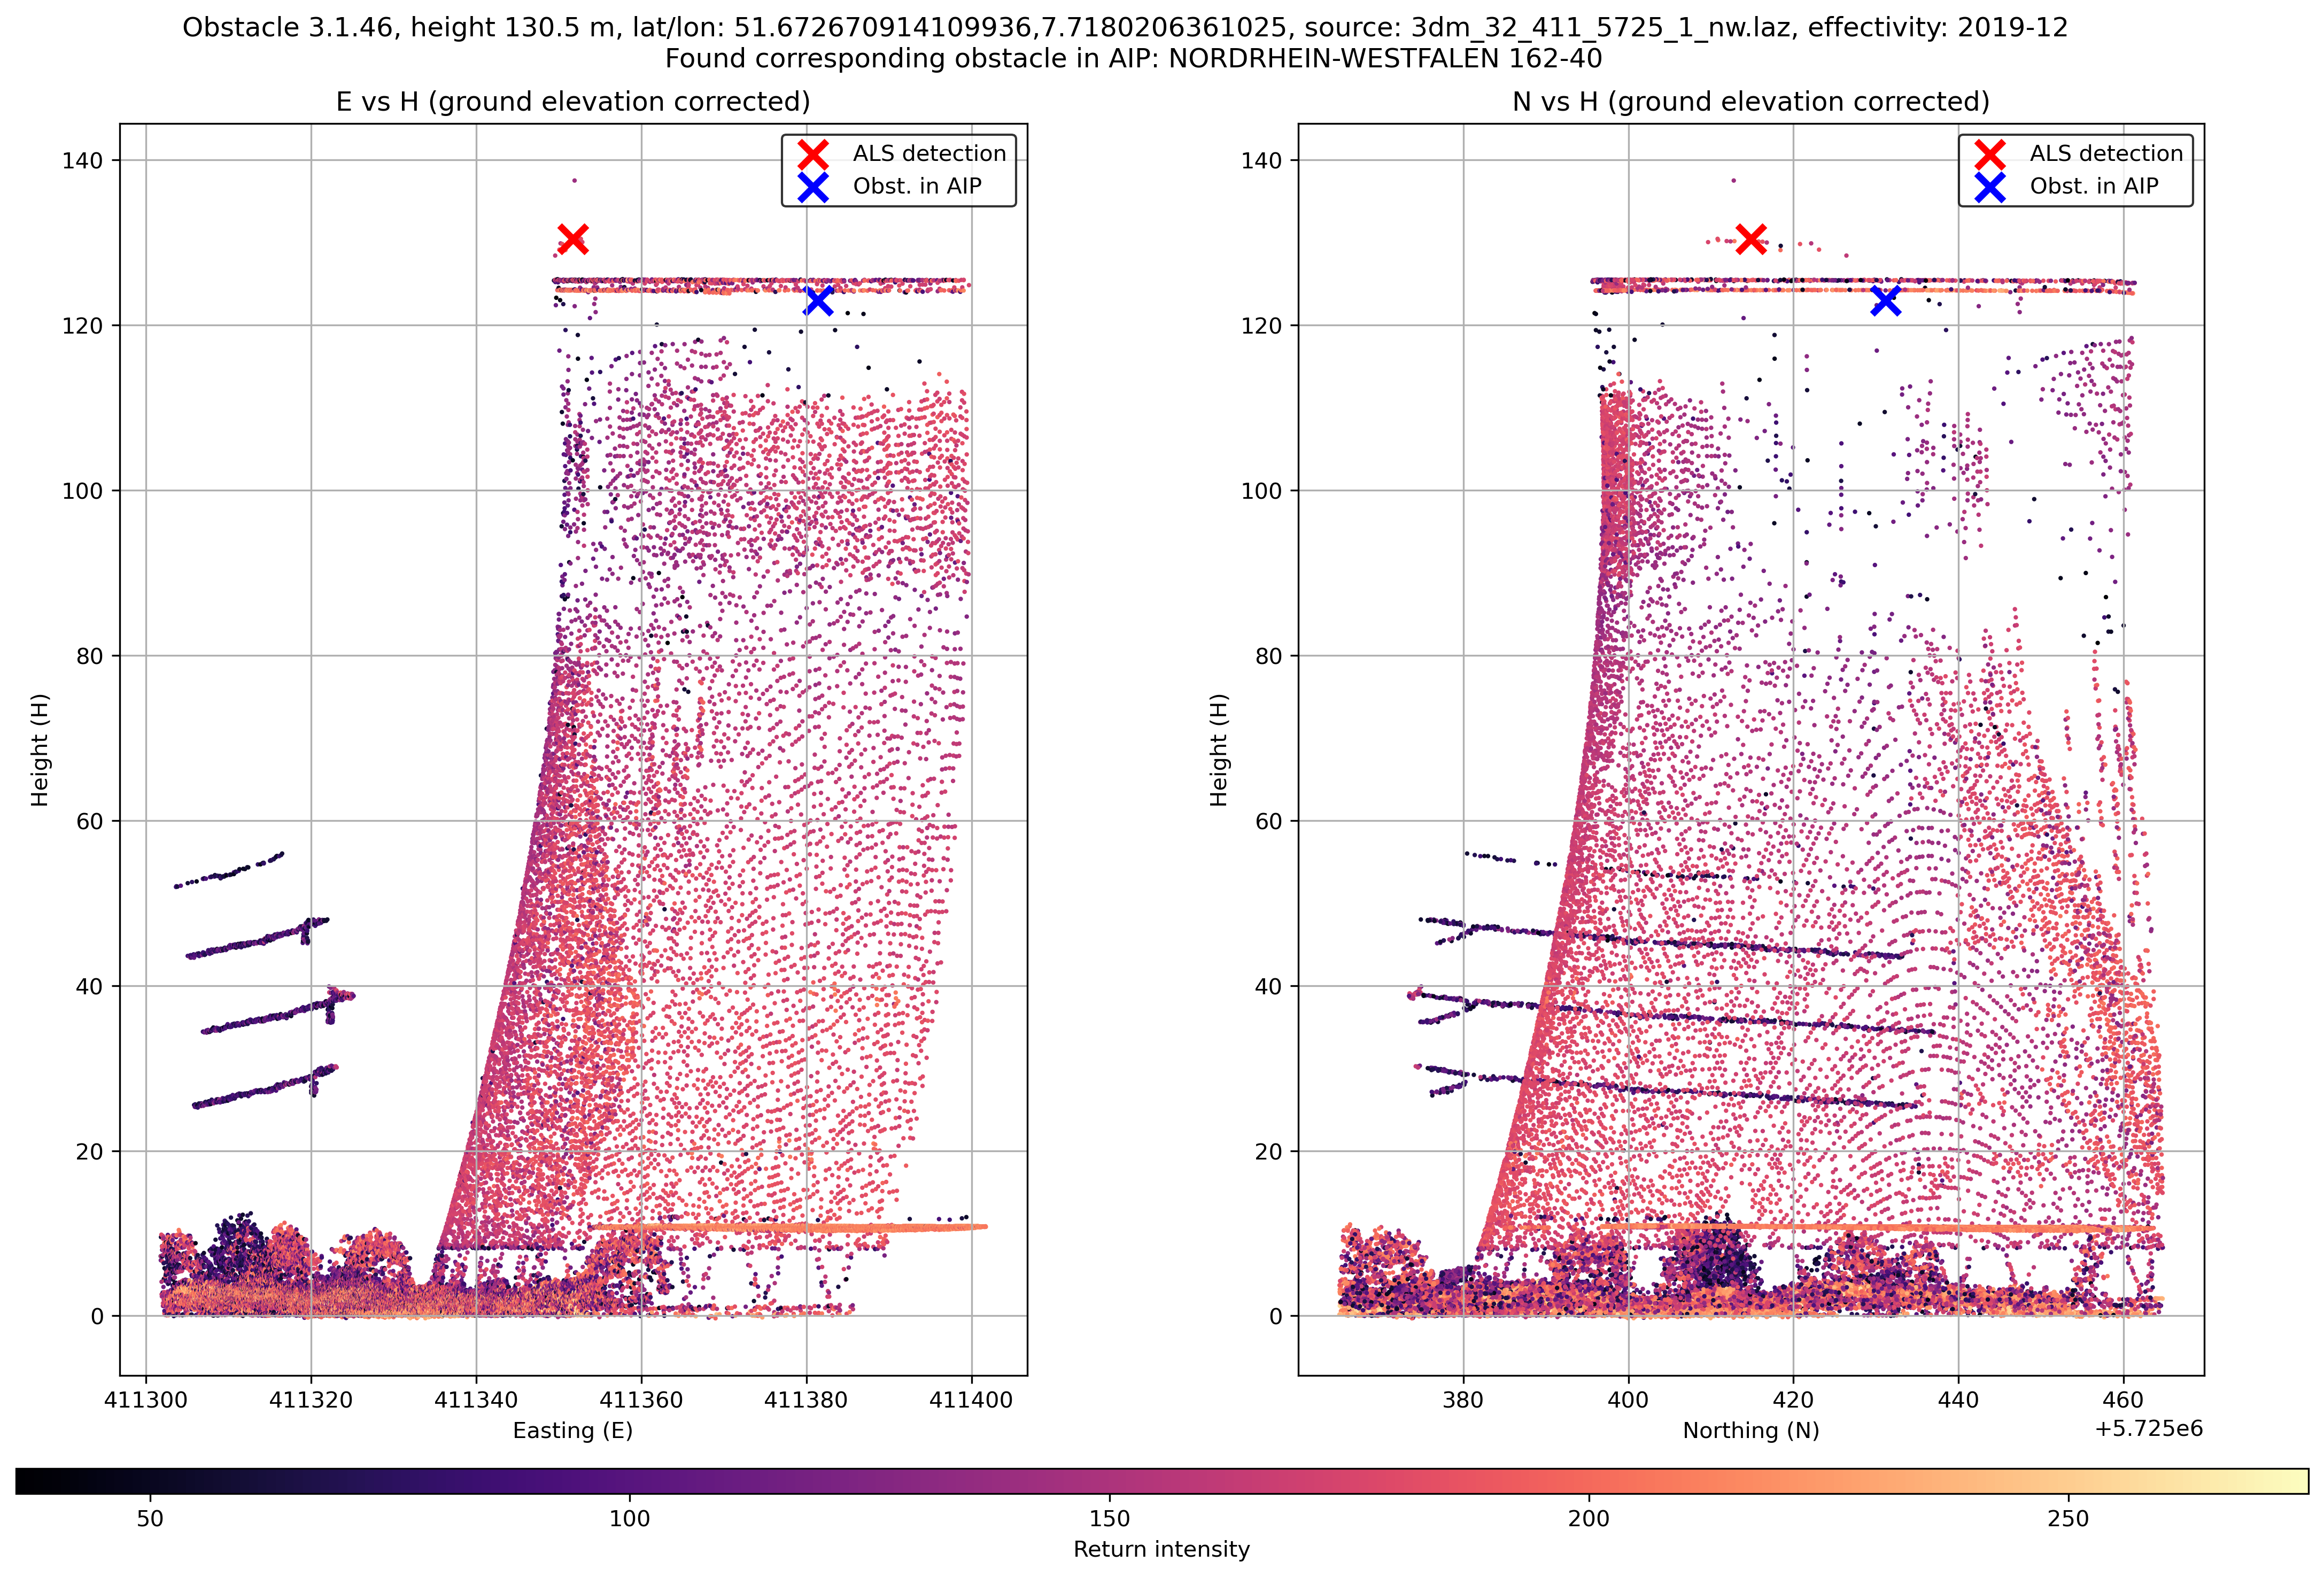 Obstacle 3.1.46, height 130.5 m, lat/lon: 51.672670914109936,7.7180206361025, source: 3dm_32_411_5725_1_nw.laz, effectivity: 2019-12
Found corresponding obstacle in AIP: NORDRHEIN-WESTFALEN 162-40
E vs H (ground elevation corrected)
ALS detection
Obst. in AIP
140
120
100
80
60
40
20
0
Height (H)
411300 411320 411340 411360 411380 411400
Easting (E)
N vs H (ground elevation corrected)
ALS detection
Obst. in AIP
140
120
100
80
60
40
20
0
Height (H)
380 400 420 440 460
Northing (N)
+5.725e6
50 100 150 200 250
Return intensity